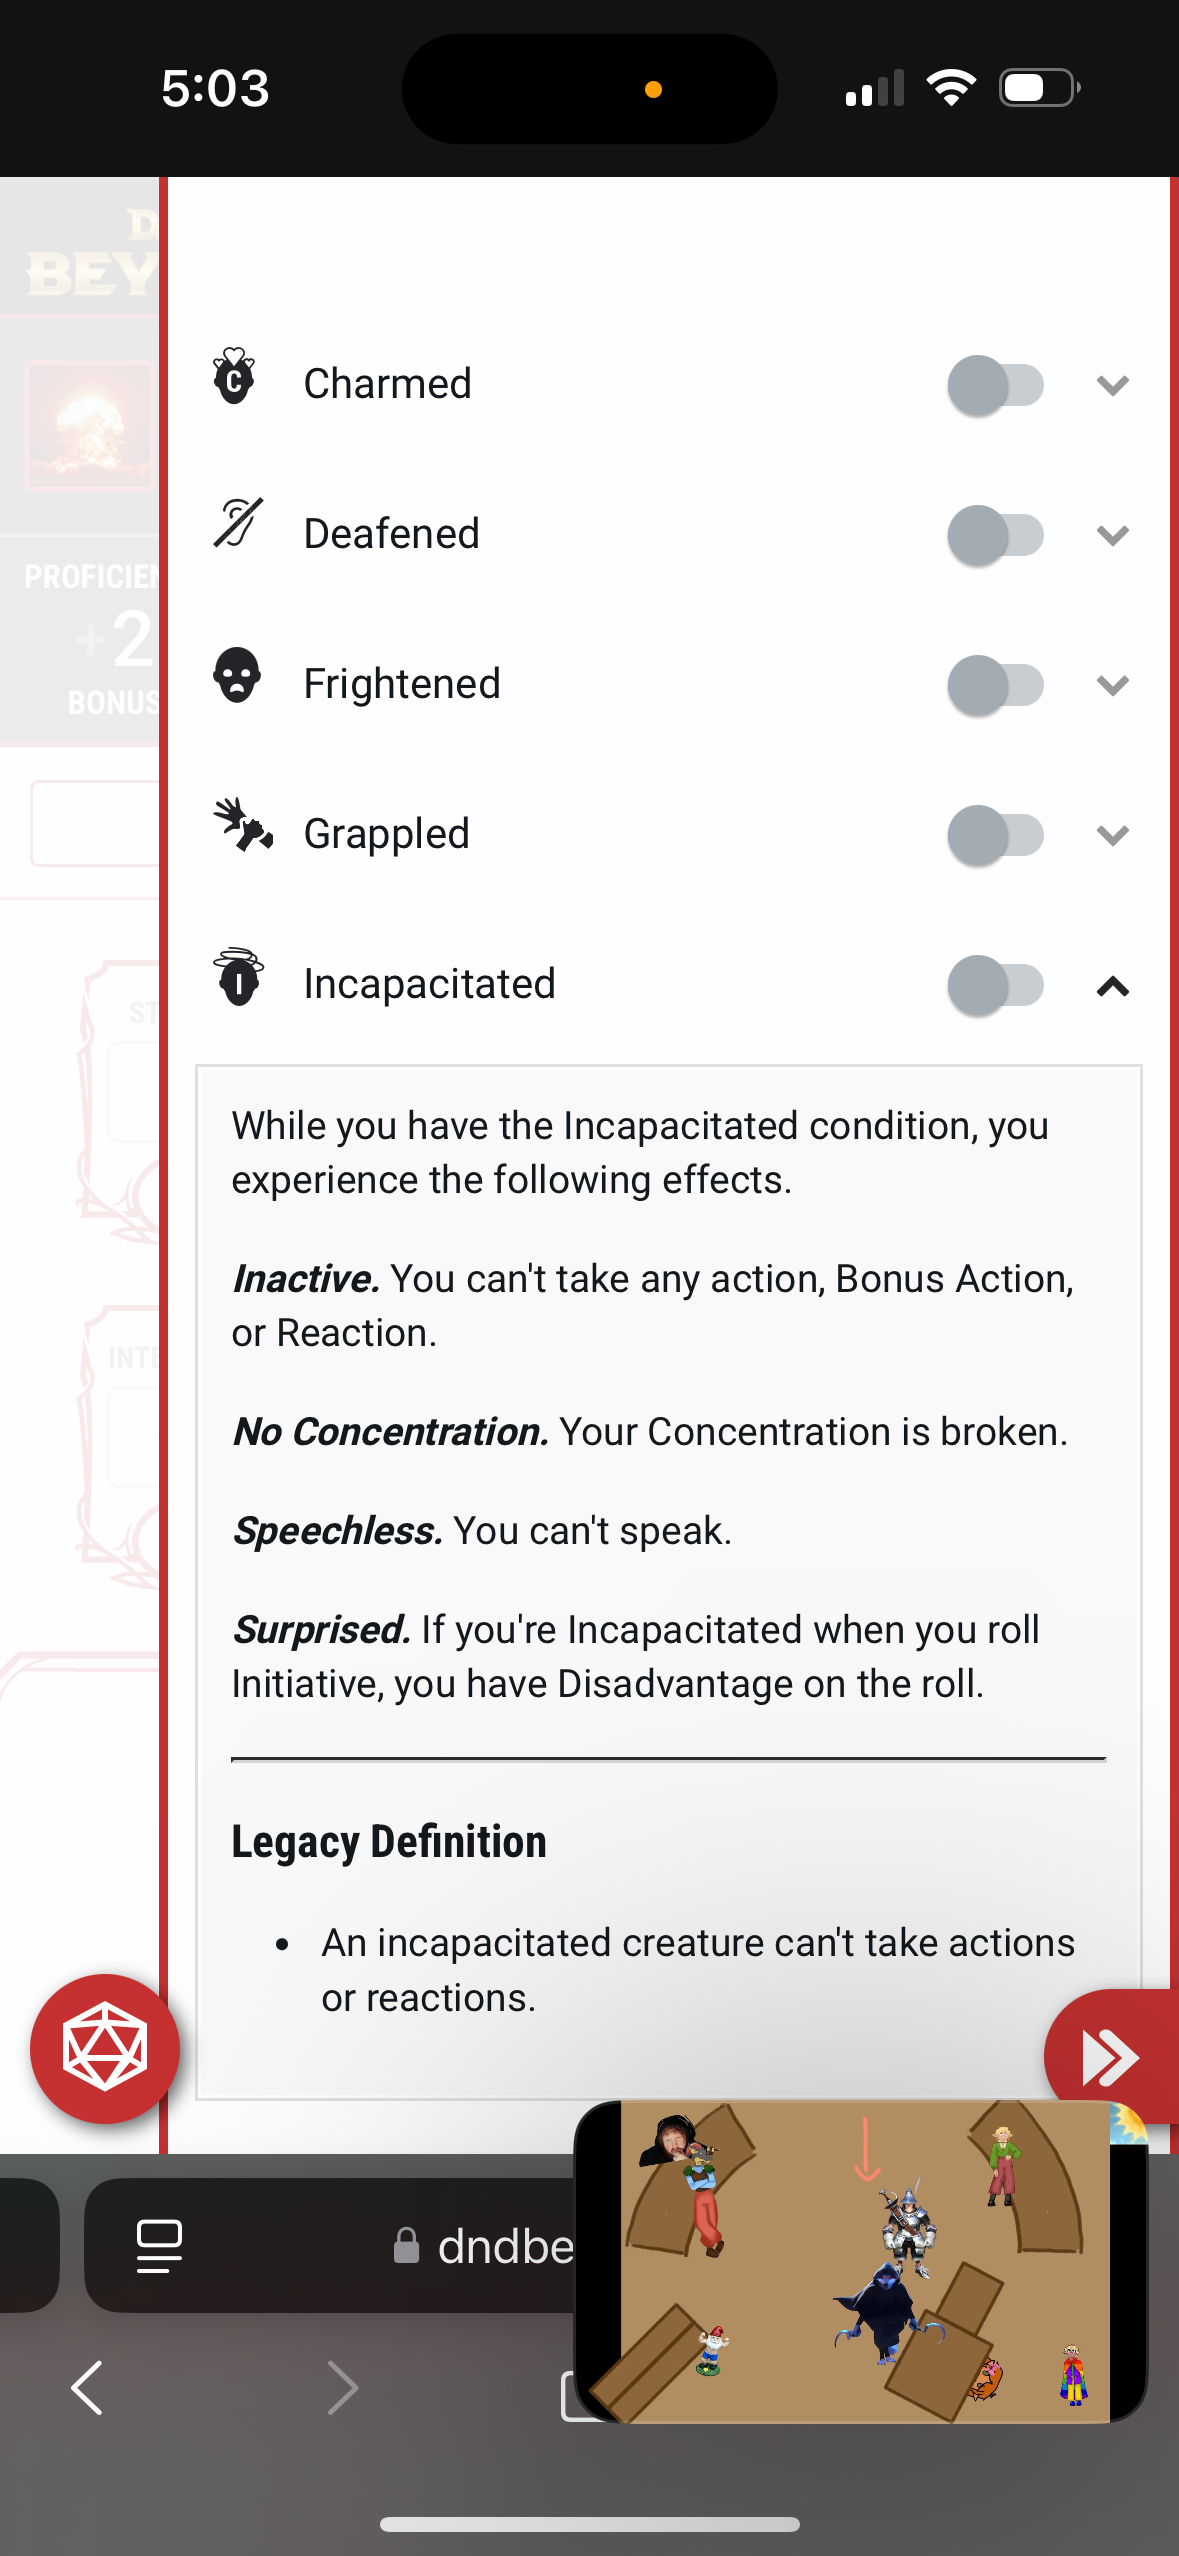 5:03
D
BEY
PROFICIEN
+2
BONUS
ST
INTE
C
Charmed
Deafened
Frightened
Grappled
I
Incapacitated
While you have the Incapacitated condition, you
experience the following effects.
Inactive. You can't take any action, Bonus Action,
or Reaction.
No Concentration. Your Concentration is broken.
Speechless. You can't speak.
Surprised. If you're Incapacitated when you roll
Initiative, you have Disadvantage on the roll.
Legacy Definition
• An incapacitated creature can't take actions
or reactions.
dndbe